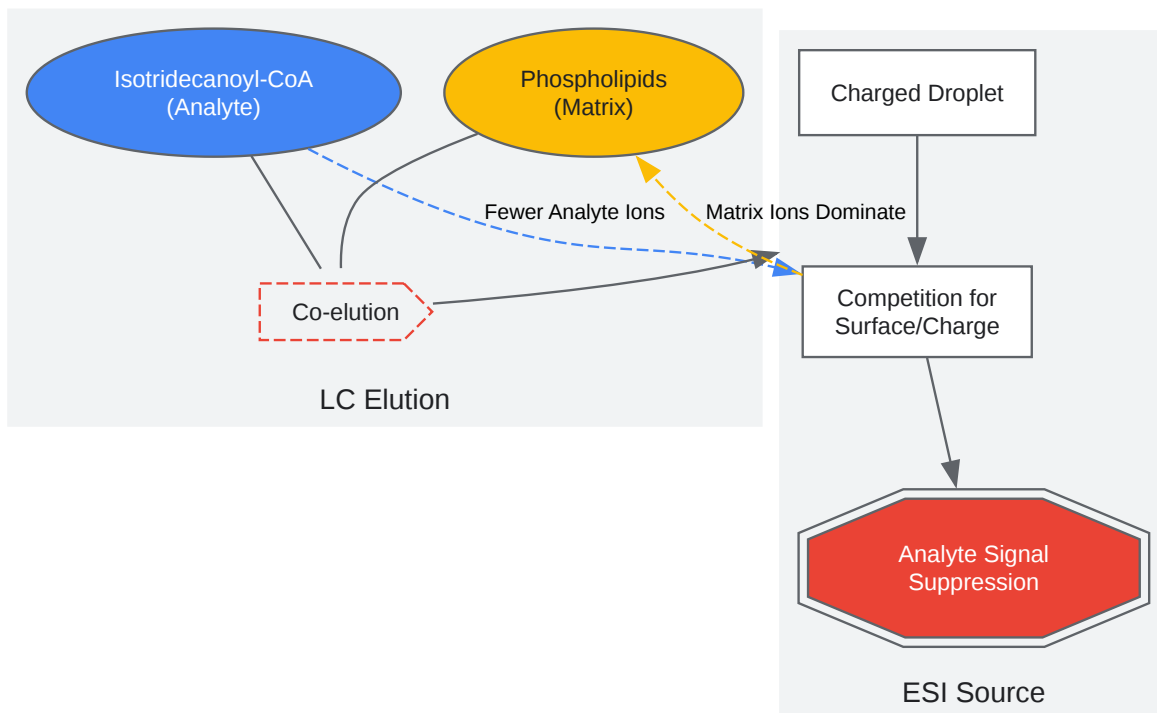 Isotridecanoyl-CoA
(Analyte)
Phospholipids
(Matrix)
Charged Droplet
Fewer Analyte Ions
Matrix Ions Dominate
Co-elution
Competition for
Surface/Charge
LC Elution
Analyte Signal
Suppression
ESI Source